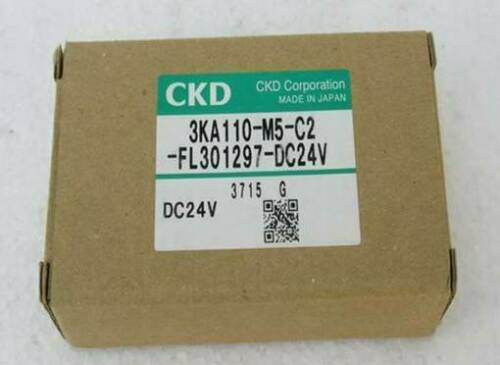 CKD
CKD Corporation
MADE IN JAPAN
3KA110-M5-C2
-FL301297-DC24V
3715 G
DC24V